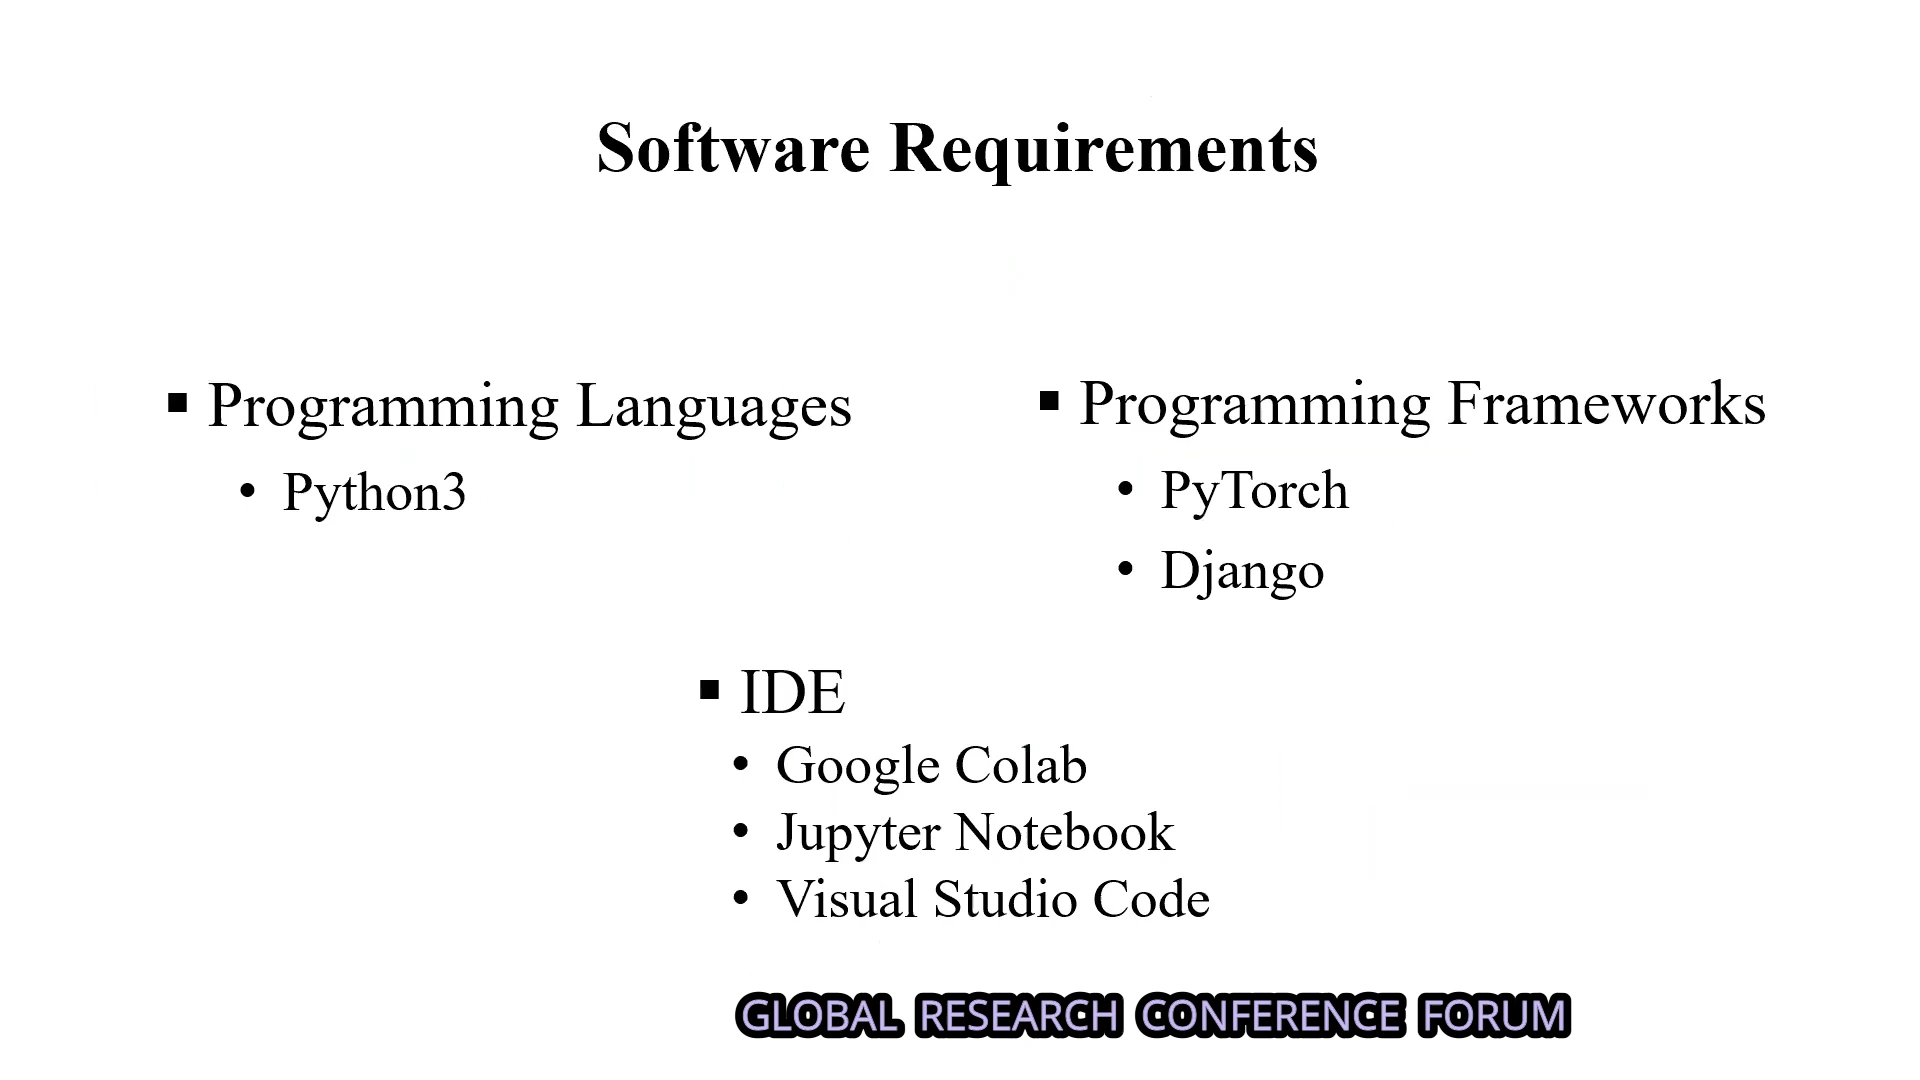 Software Requirements
▪ Programming Languages
• Python3
▪ Programming Frameworks
• PyTorch
• Django
▪ IDE
• Google Colab
• Jupyter Notebook
• Visual Studio Code
GLOBAL RESEARCH CONFERENCE FORUM